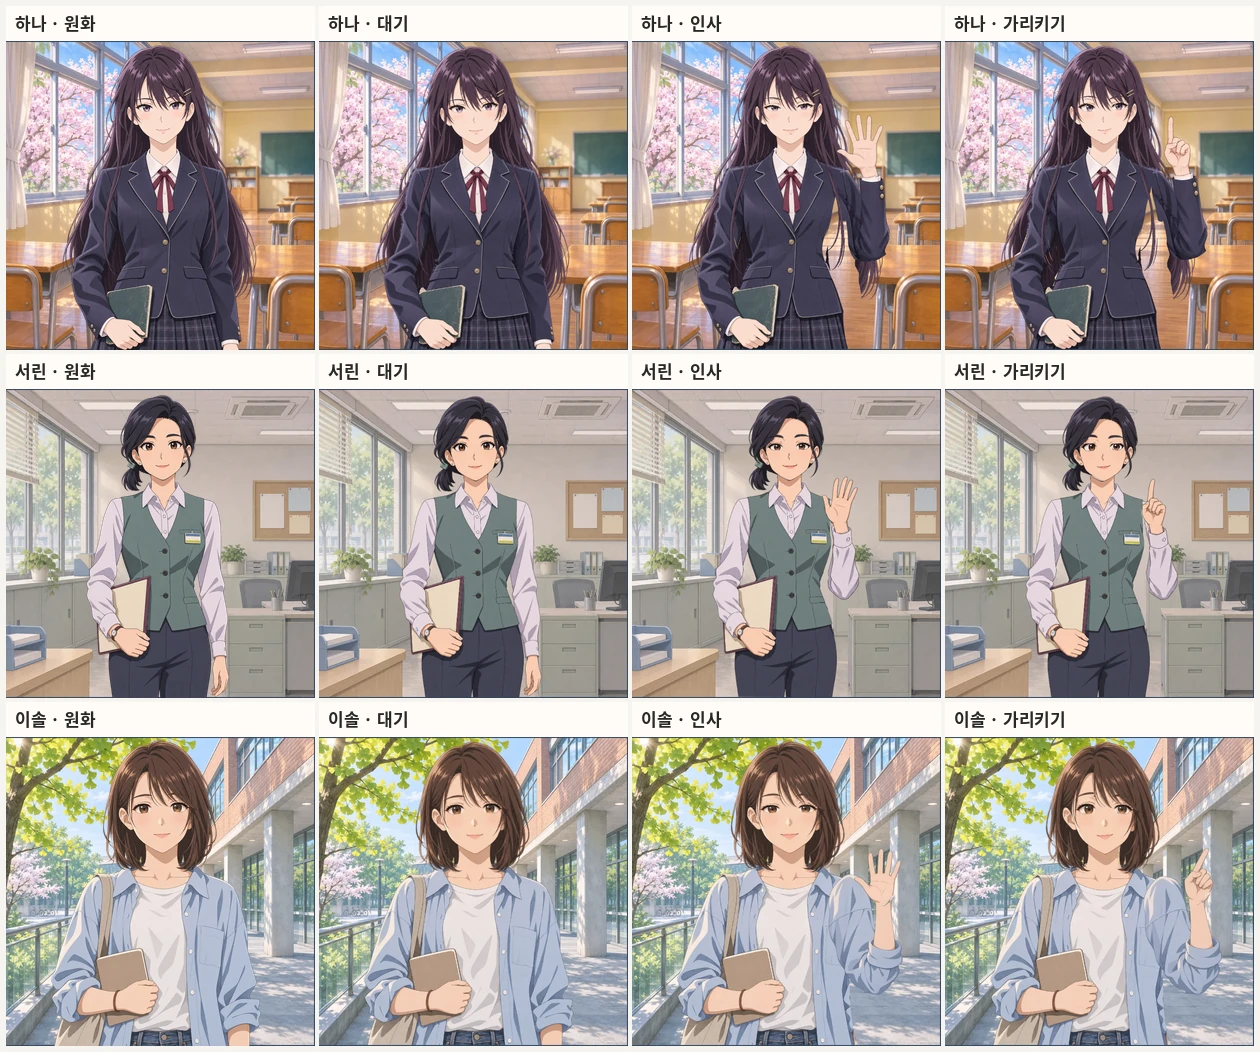 하나 · 원화
하나 · 대기
하나 · 인사
하나 · 가리키기
서린 · 원화
서린 · 대기
서린 · 인사
서린 · 가리키기
이솔 · 원화
이솔 · 대기
이솔 · 인사
이솔 · 가리키기